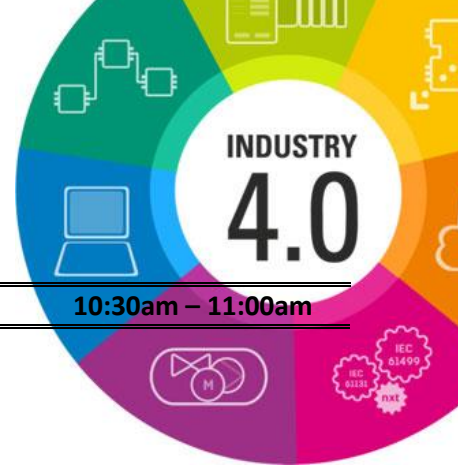 INDUSTRY
4.0
10:30am – 11:00am
M
IEC
61499
IEC
61131
nxt